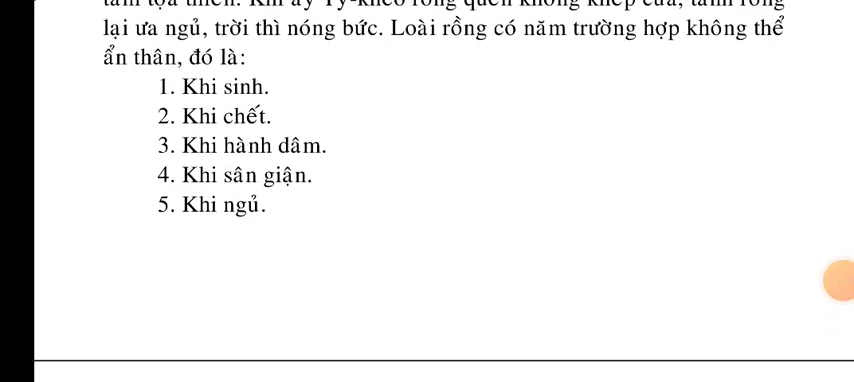 lại ưa ngủ, trời thì nóng bức. Loài rồng có năm trường hợp không thể
ẩn thân, đó là:
1. Khi sinh.
2. Khi chết.
3. Khi hành dâm.
4. Khi sân giận.
5. Khi ngủ.